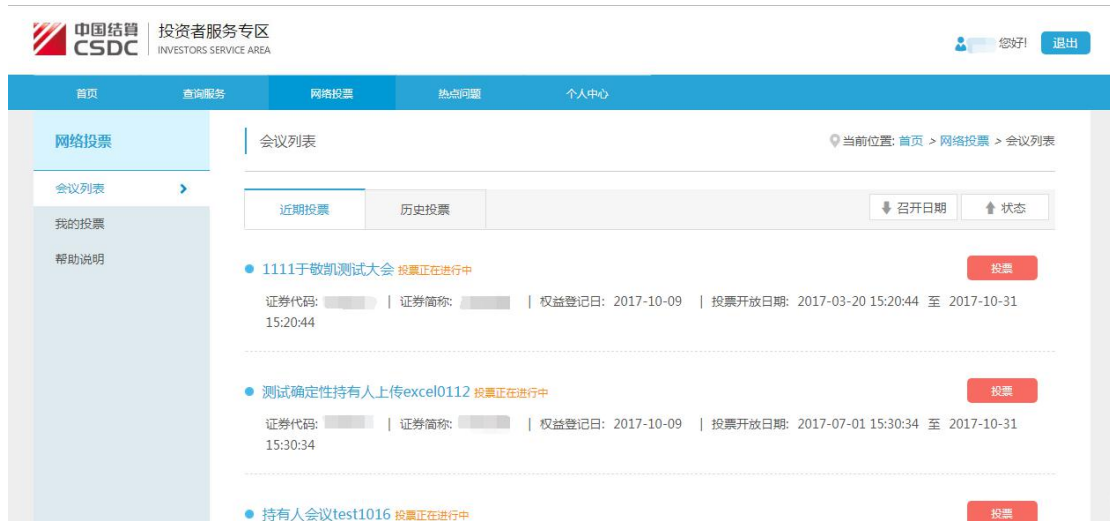 中国结算 投资者服务专区
CSDC INVESTORS SERVICE AREA
您好! 退出
首页 查询服务 网络投票 热点问题 个人中心
网络投票 会议列表 当前位置: 首页 > 网络投票 > 会议列表
会议列表
近期投票 历史投票 召开日期 状态
我的投票
帮助说明
1111于敬凯测试大会 投票正在进行中 投票
证券代码: | 证券简称: | 权益登记日: 2017-10-09 | 投票开放日期: 2017-03-20 15:20:44 至 2017-10-31
15:20:44
测试确定性持有人上传excel0112 投票正在进行中 投票
证券代码: | 证券简称: | 权益登记日: 2017-10-09 | 投票开放日期: 2017-07-01 15:30:34 至 2017-10-31
15:30:34
持有人会议test1016 投票正在进行中 投票